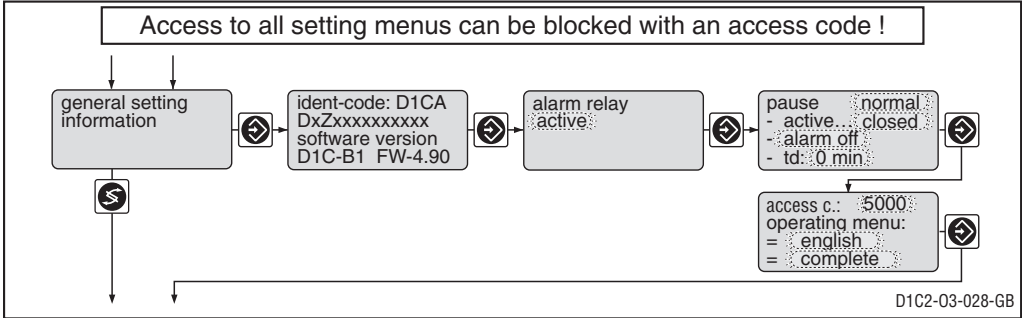 Access to all setting menus can be blocked with an access code !
general setting
information
ident-code: D1CA
DxZxxxxxxxxxx
software version
D1C-B1 FW-4.90
alarm relay
active
pause normal
- active.. closed
- alarm off
- td: 0 min
access c.: 5000
operating menu:
= english
= complete
D1C2-03-028-GB